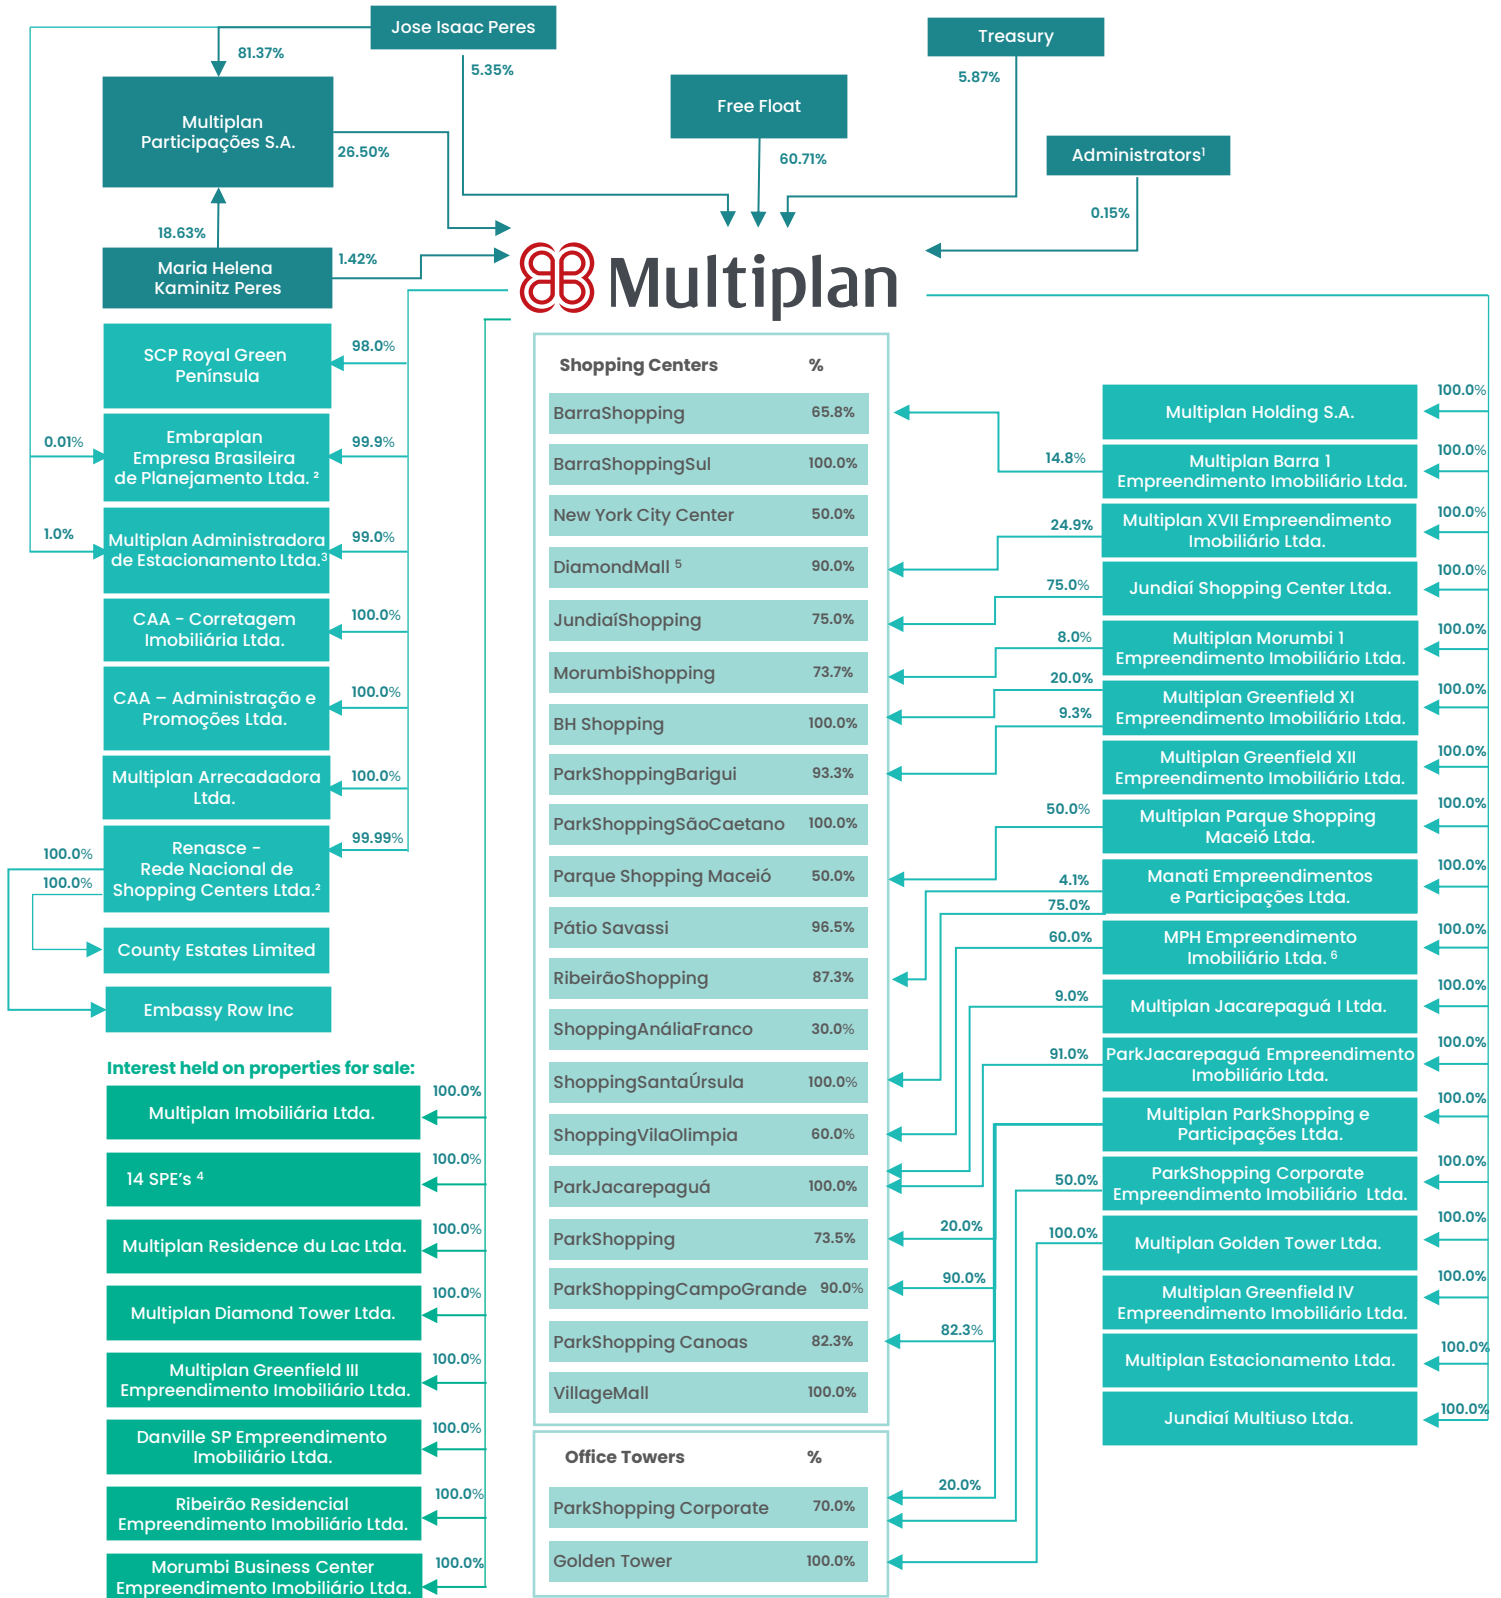 Jose Isaac Peres
Treasury
81.37%
5.35%
5.87%
Multiplan
Participações S.A.
Free Float
26.50%
60.71%
Administrators¹
0.15%
18.63%
Maria Helena
Kaminitz Peres
1.42%
Multiplan
SCP Royal Green
Península
98.0%
Embraplan
Empresa Brasileira
de Planejamento Ltda. ²
0.01%
99.9%
Multiplan Administradora
de Estacionamento Ltda.³
1.0%
99.0%
CAA - Corretagem
Imobiliária Ltda.
100.0%
CAA – Administração e
Promoções Ltda.
100.0%
Multiplan Arrecadadora
Ltda.
100.0%
Renasce -
Rede Nacional de
Shopping Centers Ltda.²
99.99%
100.0%
100.0%
County Estates Limited
Embassy Row Inc
Interest held on properties for sale:
Multiplan Imobiliária Ltda.
100.0%
14 SPE's ⁴
100.0%
Multiplan Residence du Lac Ltda.
100.0%
Multiplan Diamond Tower Ltda.
100.0%
Multiplan Greenfield III
Empreendimento Imobiliário Ltda.
100.0%
Danville SP Empreendimento
Imobiliário Ltda.
100.0%
Ribeirão Residencial
Empreendimento Imobiliário Ltda.
100.0%
Morumbi Business Center
Empreendimento Imobiliário Ltda.
100.0%
Shopping Centers %
BarraShopping 65.8%
BarraShoppingSul 100.0%
New York City Center 50.0%
DiamondMall ⁵ 90.0%
JundiaíShopping 75.0%
MorumbiShopping 73.7%
BH Shopping 100.0%
ParkShoppingBarigui 93.3%
ParkShoppingSãoCaetano 100.0%
Parque Shopping Maceió 50.0%
Pátio Savassi 96.5%
RibeirãoShopping 87.3%
ShoppingAnáliaFranco 30.0%
ShoppingSantaÚrsula 100.0%
ShoppingVilaOlimpia 60.0%
ParkJacarepaguá 100.0%
ParkShopping 73.5%
ParkShoppingCampoGrande 90.0%
ParkShopping Canoas 82.3%
VillageMall 100.0%
Office Towers %
ParkShopping Corporate 70.0%
Golden Tower 100.0%
14.8%
24.9%
75.0%
8.0%
20.0%
9.3%
50.0%
4.1%
75.0%
60.0%
9.0%
91.0%
50.0%
20.0%
100.0%
90.0%
82.3%
20.0%
Multiplan Holding S.A.
100.0%
Multiplan Barra 1
Empreendimento Imobiliário Ltda.
100.0%
Multiplan XVII Empreendimento
Imobiliário Ltda.
100.0%
Jundiaí Shopping Center Ltda.
100.0%
Multiplan Morumbi 1
Empreendimento Imobiliário Ltda.
100.0%
Multiplan Greenfield XI
Empreendimento Imobiliário Ltda.
100.0%
Multiplan Greenfield XII
Empreendimento Imobiliário Ltda.
100.0%
Multiplan Parque Shopping
Maceió Ltda.
100.0%
Manati Empreendimentos
e Participações Ltda.
100.0%
MPH Empreendimento
Imobiliário Ltda. ⁶
100.0%
Multiplan Jacarepaguá I Ltda.
100.0%
ParkJacarepaguá Empreendimento
Imobiliário Ltda.
100.0%
Multiplan ParkShopping e
Participações Ltda.
100.0%
ParkShopping Corporate
Empreendimento Imobiliário Ltda.
100.0%
Multiplan Golden Tower Ltda.
100.0%
Multiplan Greenfield IV
Empreendimento Imobiliário Ltda.
100.0%
Multiplan Estacionamento Ltda.
100.0%
Jundiaí Multiuso Ltda.
100.0%